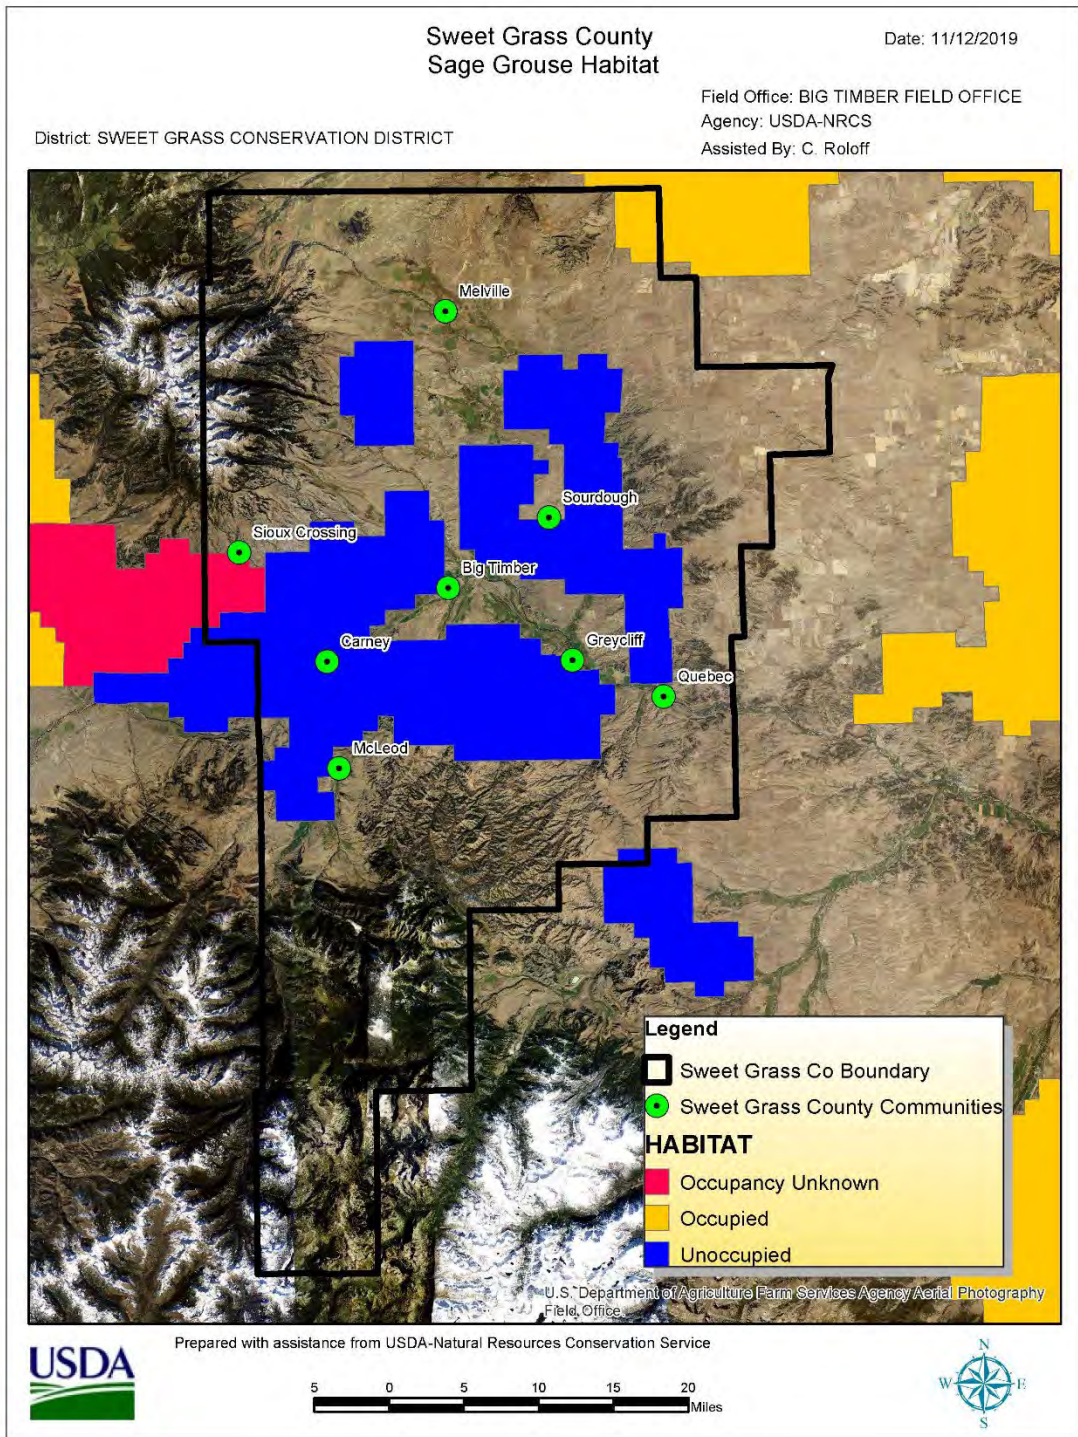 Sweet Grass County
Sage Grouse Habitat
Date: 11/12/2019
Field Office: BIG TIMBER FIELD OFFICE
Agency: USDA-NRCS
Assisted By: C. Roloff
District: SWEET GRASS CONSERVATION DISTRICT
Melville
Sourdough
Sioux Crossing
Big Timber
Carney
Greycliff
Quebec
McLeod
Legend
Sweet Grass Co Boundary
Sweet Grass County Communities
HABITAT
Occupancy Unknown
Occupied
Unoccupied
U.S. Department of Agriculture Farm Services Agency Aerial Photography
Field Office
Prepared with assistance from USDA-Natural Resources Conservation Service
USDA
5 0 5 10 15 20
Miles
N
W E
S